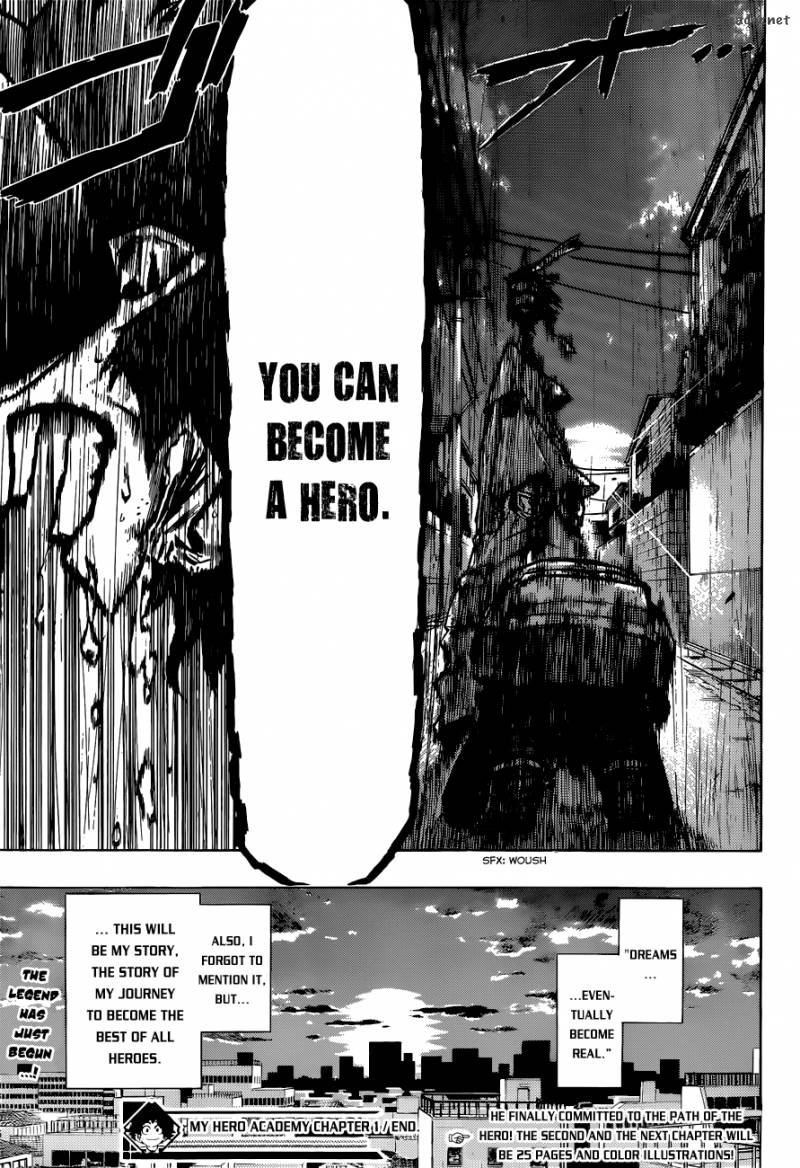 YOU CAN
BECOME
A HERO.
SFX: WOUSH
"DREAMS
...
...EVEN-
TUALLY
BECOME
REAL."
ALSO, I
FORGOT TO
MENTION IT,
BUT...
... THIS WILL
BE MY STORY,
THE STORY OF
MY JOURNEY
TO BECOME THE
BEST OF ALL
HEROES.
THE
LEGEND
HAS
JUST
BEGUN
...!
MY HERO ACADEMY CHAPTER 1 / END.
HE FINALLY COMMITTED TO THE PATH OF THE
HERO! THE SECOND AND THE NEXT CHAPTER WILL
BE 25 PAGES AND COLOR ILLUSTRATIONS!